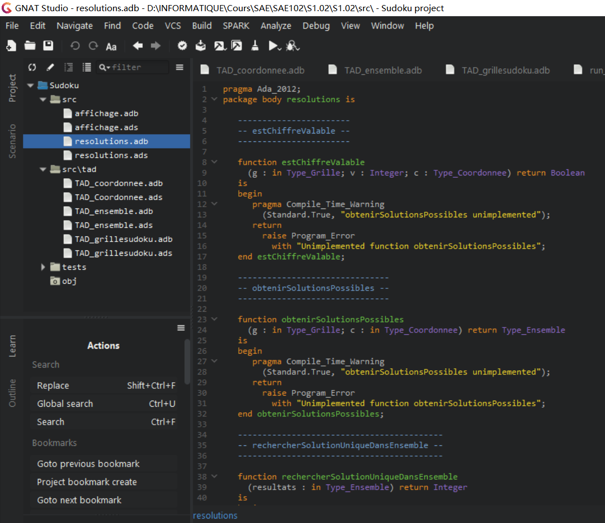 GNAT Studio - resolutions.adb - D:\INFORMATIQUE\Cours\SAE\SAE102\S1.02\S1.02\src\ - Sudoku project
File Edit Navigate Find Code VCS Build SPARK Analyze Debug View Window Help
filter
TAD_coordonnee.adb TAD_ensemble.adb TAD_grillesudoku.adb run_
Project
Scenario
Sudoku
src
affichage.adb
affichage.ads
resolutions.adb
resolutions.ads
src\tad
TAD_coordonnee.adb
TAD_Coordonnee.ads
TAD_ensemble.adb
TAD_ensemble.ads
TAD_grillesudoku.adb
TAD_grillesudoku.ads
tests
obj
Learn
Outline
Actions
Search
Replace Shift+Ctrl+F
Global search Ctrl+U
Search Ctrl+F
Bookmarks
Goto previous bookmark
Project bookmark create
Goto next bookmark
1 pragma Ada_2012;
2 package body resolutions is
3
4 ----------------------
5 -- estChiffreValable --
6 ----------------------
7
8 function estChiffreValable
9 (g : in Type_Grille; v : Integer; c : Type_Coordonnee) return Boolean
10 is
11 begin
12 pragma Compile_Time_Warning
13 (Standard.True, "obtenirSolutionsPossibles unimplemented");
14 return
15 raise Program_Error
16 with "Unimplemented function obtenirSolutionsPossibles";
17 end estChiffreValable;
18
19 ------------------------------
20 -- obtenirSolutionsPossibles --
21 ------------------------------
22
23 function obtenirSolutionsPossibles
24 (g : in Type_Grille; c : in Type_Coordonnee) return Type_Ensemble
25 is
26 begin
27 pragma Compile_Time_Warning
28 (Standard.True, "obtenirSolutionsPossibles unimplemented");
29 return
30 raise Program_Error
31 with "Unimplemented function obtenirSolutionsPossibles";
32 end obtenirSolutionsPossibles;
33
34 -----------------------------------------
35 -- rechercherSolutionUniqueDansEnsemble --
36 -----------------------------------------
37
38 function rechercherSolutionUniqueDansEnsemble
39 (resultats : in Type_Ensemble) return Integer
40 is
resolutions